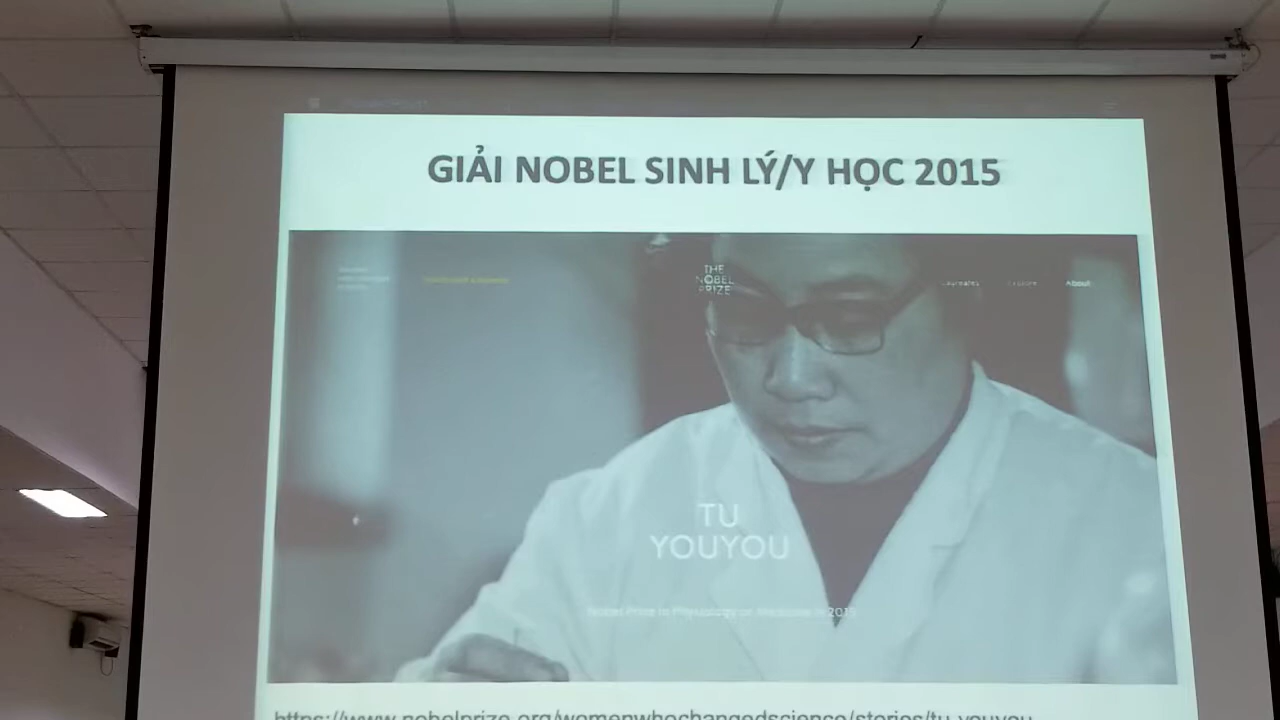 GIẢI NOBEL SINH LÝ/Y HỌC 2015
THE
NOBEL
PRIZE
About
TU
YOUYOU
Nobel Prize in Physiology or Medicine in 2015
https://www.nobelprize.org/womenwhochangedscience/stories/tu-youyou